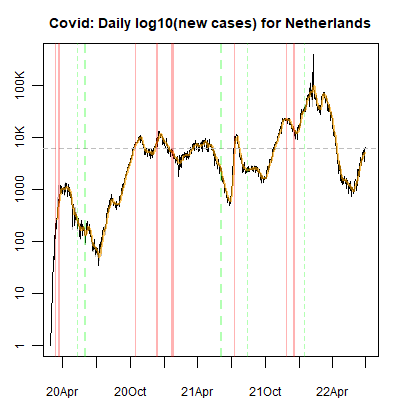 Covid: Daily log10(new cases) for Netherlands
100K
10K
1000
100
10
1
20Apr 20Oct 21Apr 21Oct 22Apr